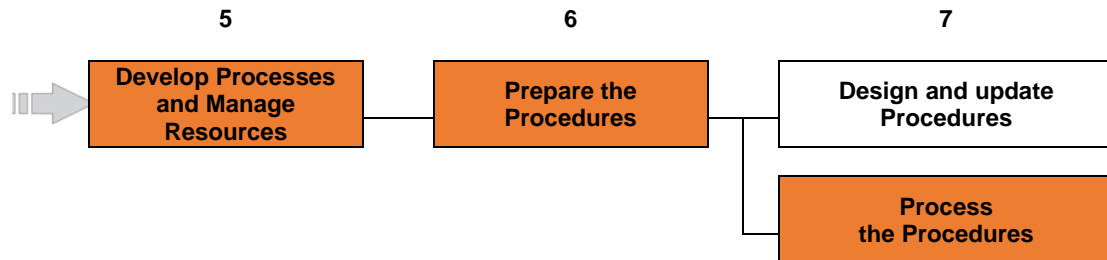 5
6
7
Develop Processes
and Manage
Resources
Prepare the
Procedures
Design and update
Procedures
Process
the Procedures